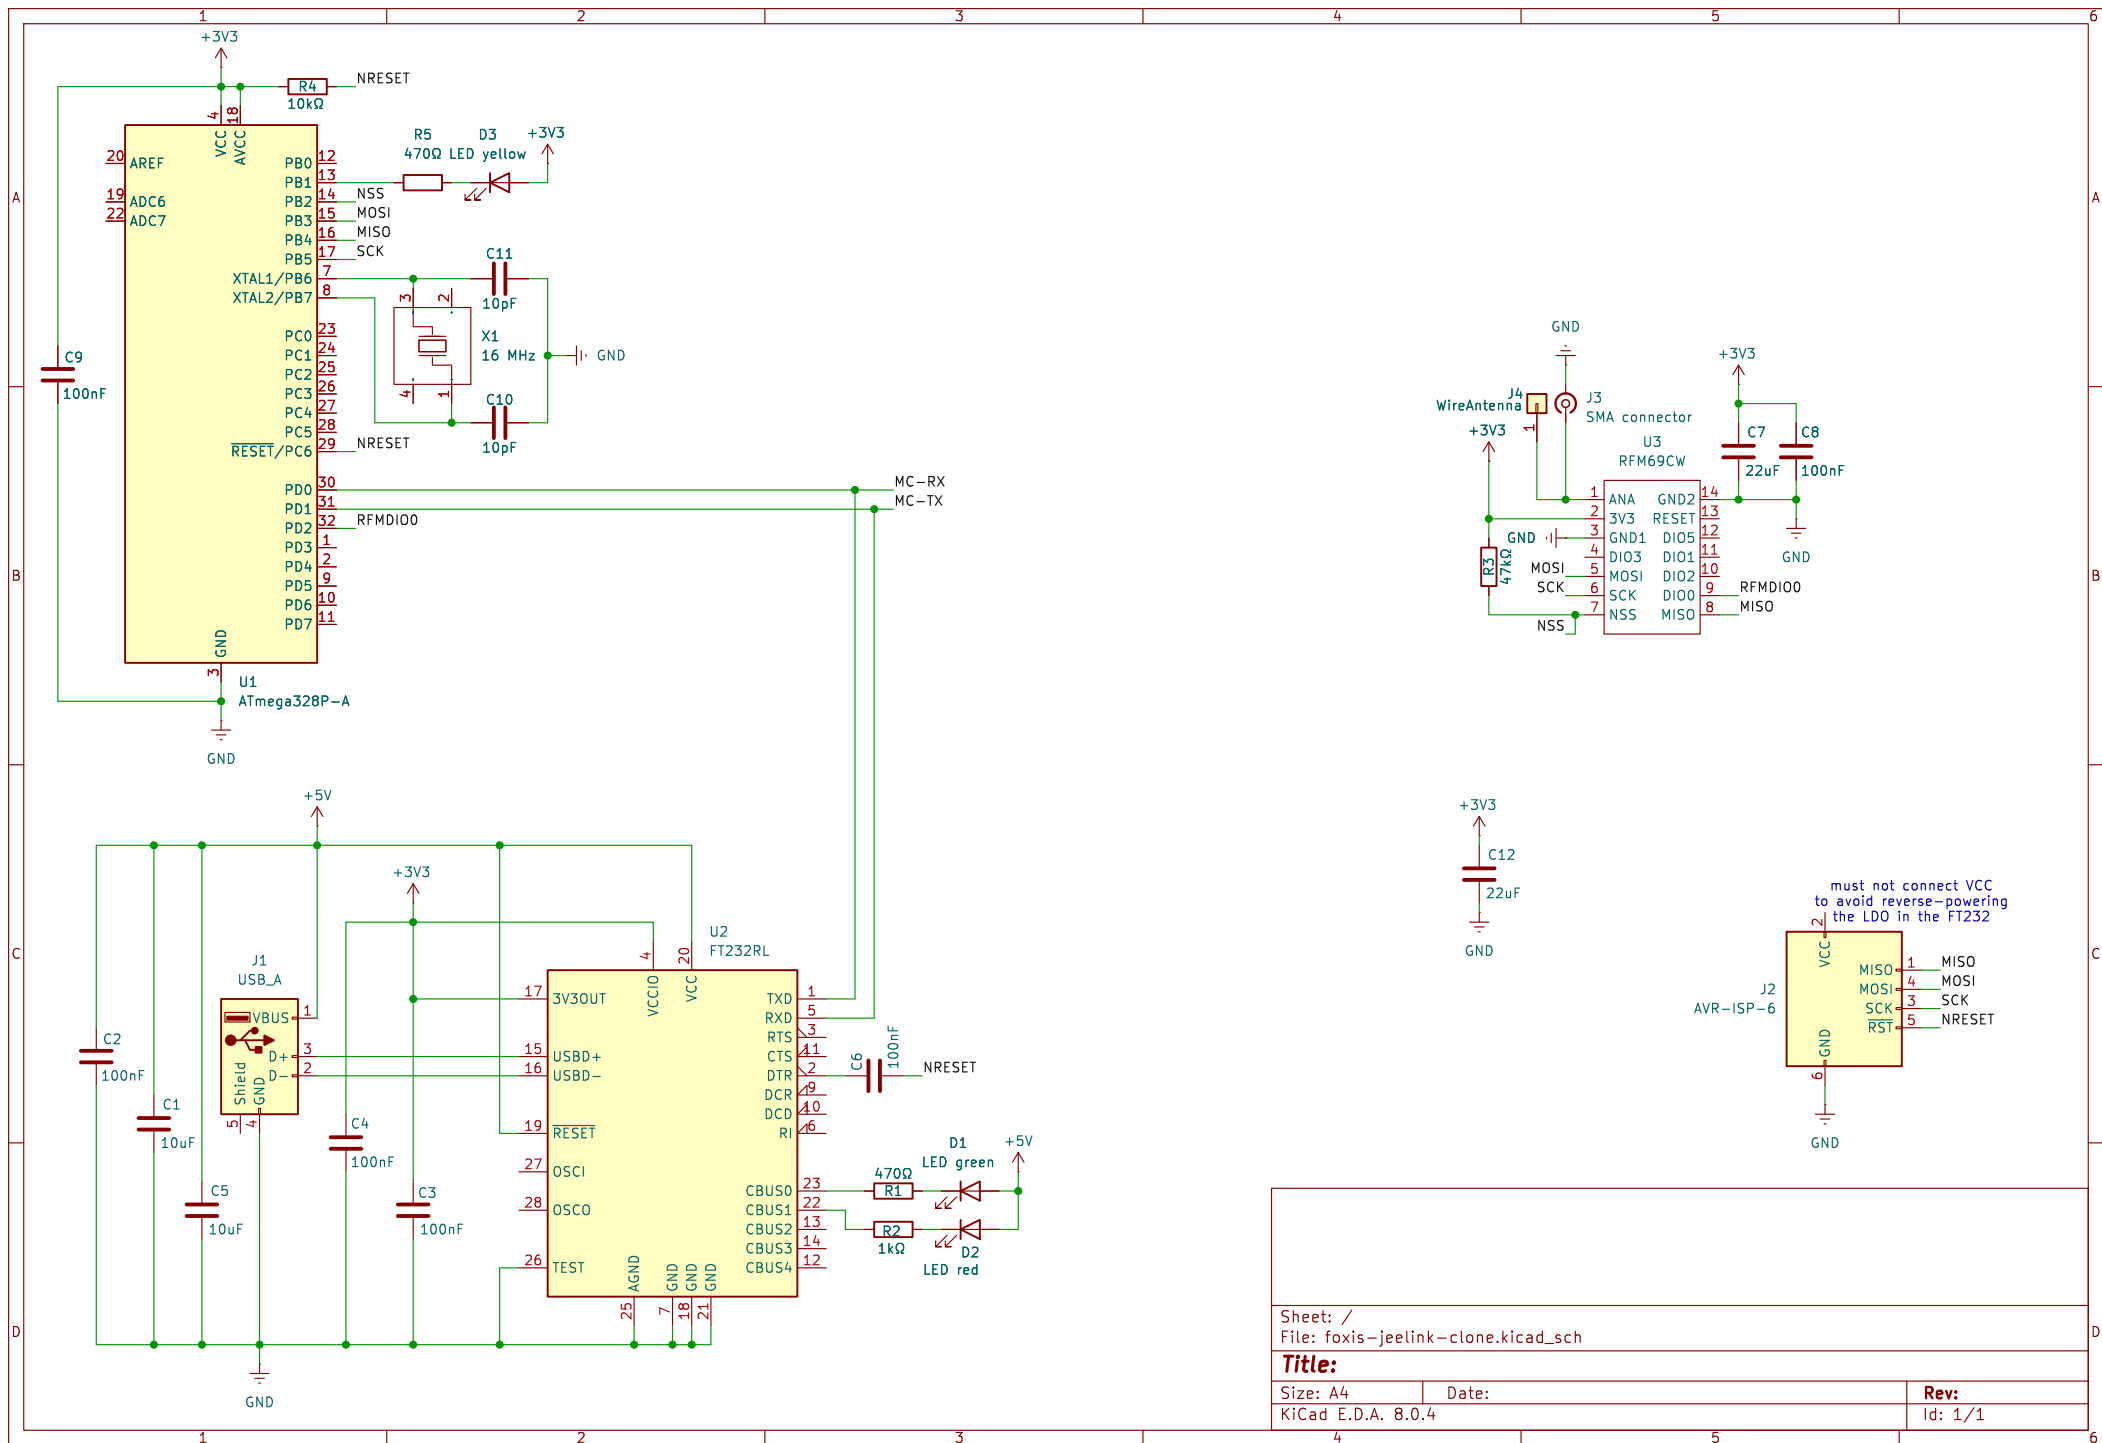 1
2
3
4
5
6
A
B
C
D
A
B
C
D
1
2
3
4
5
6
+3V3
R4
10kΩ
NRESET
4
18
VCC
AVCC
20 AREF
19 ADC6
22 ADC7
PB0 12
PB1 13
PB2 14 NSS
PB3 15 MOSI
PB4 16 MISO
PB5 17 SCK
XTAL1/PB6 7
XTAL2/PB7 8
PC0 23
PC1 24
PC2 25
PC3 26
PC4 27
PC5 28
RESET/PC6 29 NRESET
PD0 30
PD1 31
PD2 32 RFMDIO0
PD3 1
PD4 2
PD5 9
PD6 10
PD7 11
GND
3
U1
ATmega328P-A
GND
C9
100nF
R5
470Ω
D3
LED yellow
+3V3
C11
10pF
3
2
X1
16 MHz
4
1
GND
C10
10pF
MC-RX
MC-TX
GND
J4
WireAntenna
1
J3
SMA connector
+3V3
U3
RFM69CW
+3V3
C7
22uF
C8
100nF
1 ANA
2 3V3
3 GND1
4 DIO3
5 MOSI
6 SCK
7 NSS
GND2 14
RESET 13
DIO5 12
DIO1 11
DIO2 10
DIO0 9
MISO 8
GND
MOSI
SCK
NSS
R3
47kΩ
RFMDIO0
MISO
GND
+5V
+3V3
J1
USB_A
VBUS 1
D+ 3
D- 2
Shield
GND
5
4
C2
100nF
C1
10uF
C5
10uF
C4
100nF
C3
100nF
GND
U2
FT232RL
4
20
VCCIO
VCC
17 3V3OUT
15 USBD+
16 USBD-
19 RESET
27 OSCI
28 OSCO
26 TEST
TXD 1
RXD 5
RTS 3
CTS 11
DTR 2
DCR 9
DCD 10
RI 6
CBUS0 23
CBUS1 22
CBUS2 13
CBUS3 14
CBUS4 12
AGND
GND
GND
GND
25
7
18
21
C6
100nF
NRESET
D1
LED green
+5V
470Ω
R1
R2
1kΩ
D2
LED red
+3V3
C12
22uF
GND
must not connect VCC
to avoid reverse-powering
the LDO in the FT232
2
VCC
J2
AVR-ISP-6
MISO 1 MISO
MOSI 4 MOSI
SCK 3 SCK
RST 5 NRESET
GND
6
GND
Sheet: /
File: foxis-jeelink-clone.kicad_sch
Title:
Size: A4
Date:
Rev:
KiCad E.D.A. 8.0.4
Id: 1/1